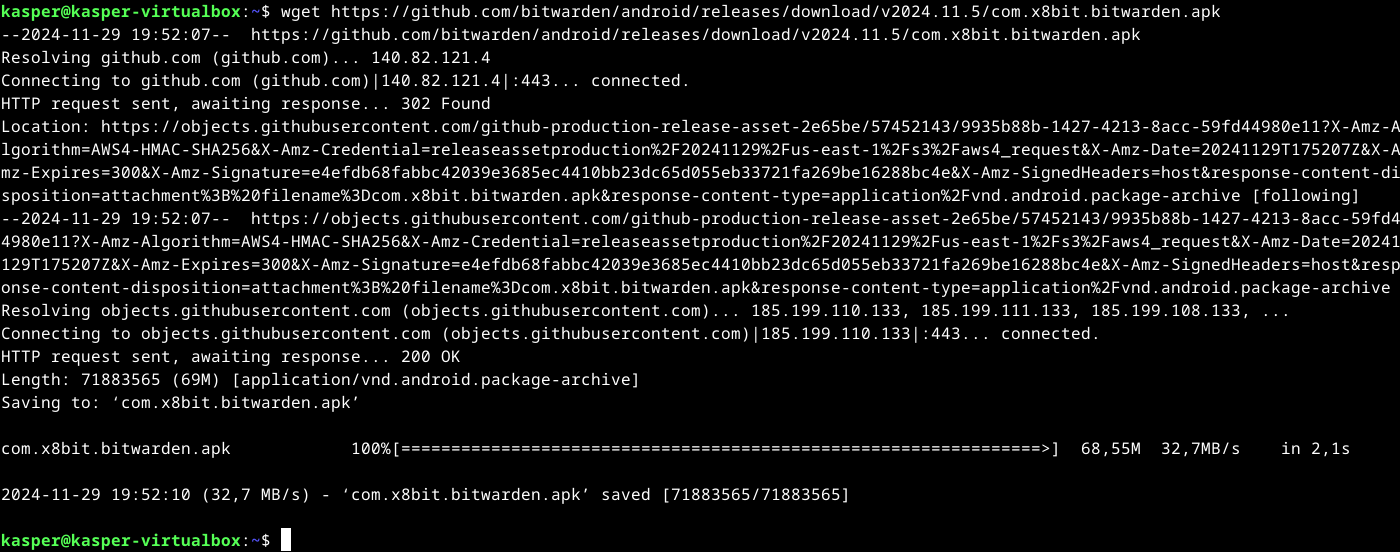 kasper@kasper-virtualbox:~$ wget https://github.com/bitwarden/android/releases/download/v2024.11.5/com.x8bit.bitwarden.apk
--2024-11-29 19:52:07--  https://github.com/bitwarden/android/releases/download/v2024.11.5/com.x8bit.bitwarden.apk
Resolving github.com (github.com)... 140.82.121.4
Connecting to github.com (github.com)|140.82.121.4|:443... connected.
HTTP request sent, awaiting response... 302 Found
Location: https://objects.githubusercontent.com/github-production-release-asset-2e65be/57452143/9935b88b-1427-4213-8acc-59fd44980e11?X-Amz-A
lgorithm=AWS4-HMAC-SHA256&X-Amz-Credential=releaseassetproduction%2F20241129%2Fus-east-1%2Fs3%2Faws4_request&X-Amz-Date=20241129T175207Z&X-A
mz-Expires=300&X-Amz-Signature=e4efdb68fabbc42039e3685ec4410bb23dc65d055eb33721fa269be16288bc4e&X-Amz-SignedHeaders=host&response-content-di
sposition=attachment%3B%20filename%3Dcom.x8bit.bitwarden.apk&response-content-type=application%2Fvnd.android.package-archive [following]
--2024-11-29 19:52:07--  https://objects.githubusercontent.com/github-production-release-asset-2e65be/57452143/9935b88b-1427-4213-8acc-59fd4
4980e11?X-Amz-Algorithm=AWS4-HMAC-SHA256&X-Amz-Credential=releaseassetproduction%2F20241129%2Fus-east-1%2Fs3%2Faws4_request&X-Amz-Date=20241
129T175207Z&X-Amz-Expires=300&X-Amz-Signature=e4efdb68fabbc42039e3685ec4410bb23dc65d055eb33721fa269be16288bc4e&X-Amz-SignedHeaders=host&resp
onse-content-disposition=attachment%3B%20filename%3Dcom.x8bit.bitwarden.apk&response-content-type=application%2Fvnd.android.package-archive
Resolving objects.githubusercontent.com (objects.githubusercontent.com)... 185.199.110.133, 185.199.111.133, 185.199.108.133, ...
Connecting to objects.githubusercontent.com (objects.githubusercontent.com)|185.199.110.133|:443... connected.
HTTP request sent, awaiting response... 200 OK
Length: 71883565 (69M) [application/vnd.android.package-archive]
Saving to: ‘com.x8bit.bitwarden.apk’
com.x8bit.bitwarden.apk            100%[================================================================>]  68,55M  32,7MB/s    in 2,1s
2024-11-29 19:52:10 (32,7 MB/s) - ‘com.x8bit.bitwarden.apk’ saved [71883565/71883565]
kasper@kasper-virtualbox:~$